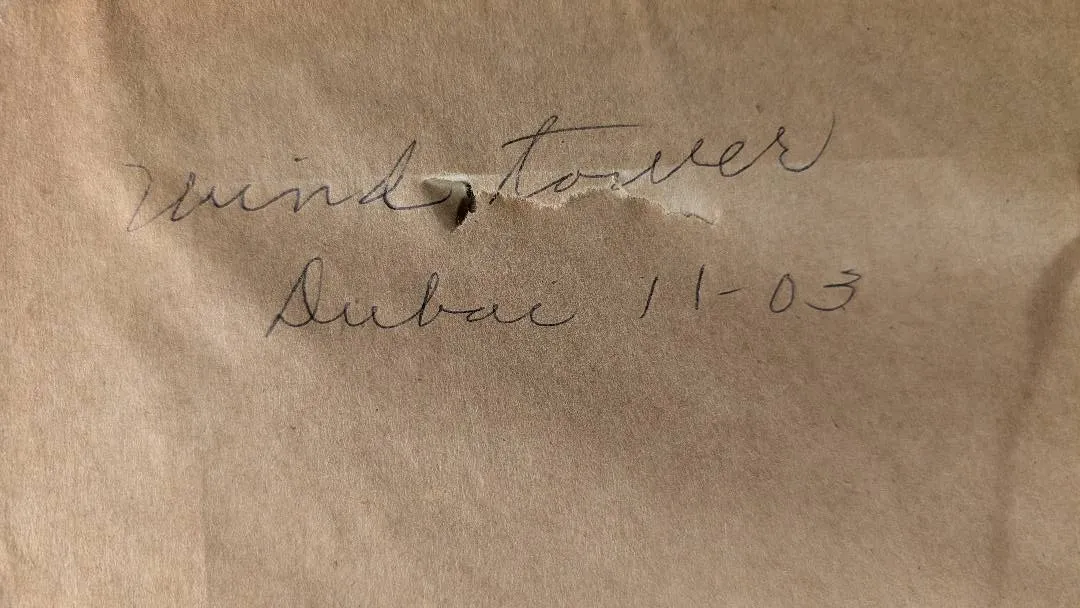 Wind tower
Dubai 11-03